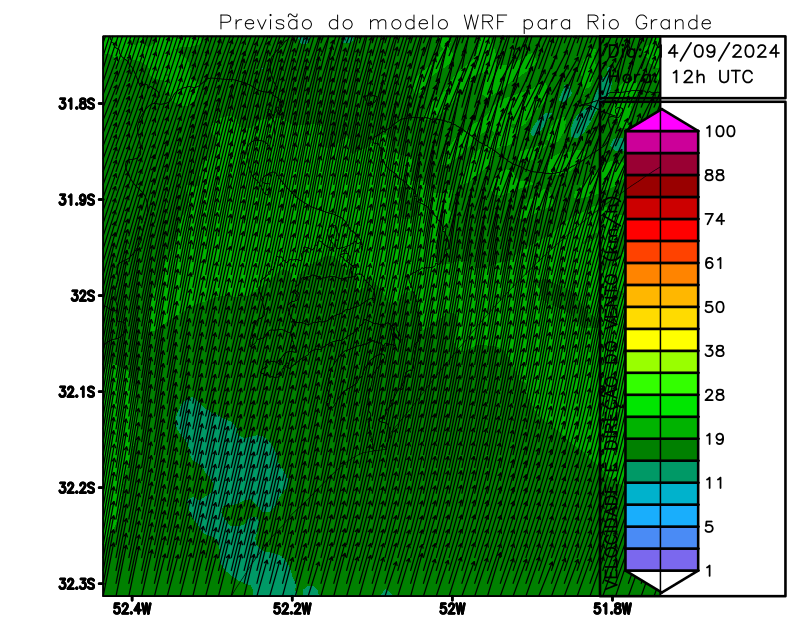 Previsão do modelo WRF para Rio Grande
Dia: 14/09/2024
Hora: 12h UTC
31.8S
31.9S
32S
32.1S
32.2S
32.3S
52.4W
52.2W
52W
51.8W
VELOCIDADE E DIREÇÃO DO VENTO (km/h)
100
88
74
61
50
38
28
19
11
5
1